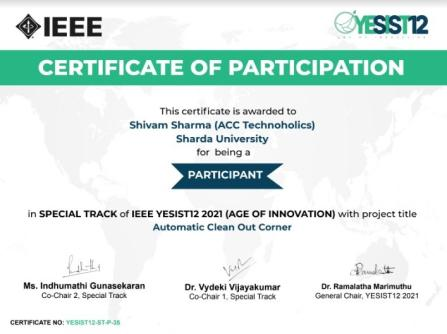 IEEE
YESIST12
CERTIFICATE OF PARTICIPATION
This certificate is awarded to
Shivam Sharma (ACC Technoholics)
Sharda University
for being a
PARTICIPANT
in SPECIAL TRACK of IEEE YESIST12 2021 (AGE OF INNOVATION) with project title
Automatic Clean Out Corner
Ms. Indhumathi Gunasekaran
Co-Chair 2, Special Track
Dr. Vydeki Vijayakumar
Co-Chair 1, Special Track
Dr. Ramalatha Marimuthu
General Chair, YESIST12 2021
CERTIFICATE NO: YESIST12-ST-P-35